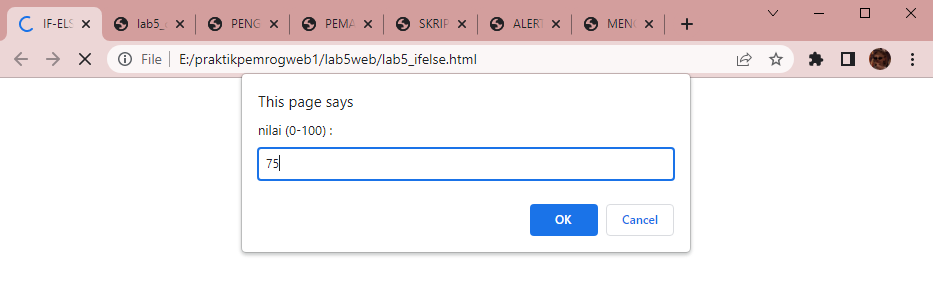 IF-ELS
lab5_
PENG
PEMA
SKRIP
ALERT
MENG
File
E:/praktikpemrogweb1/lab5web/lab5_ifelse.html
This page says
nilai (0-100) :
75
OK
Cancel